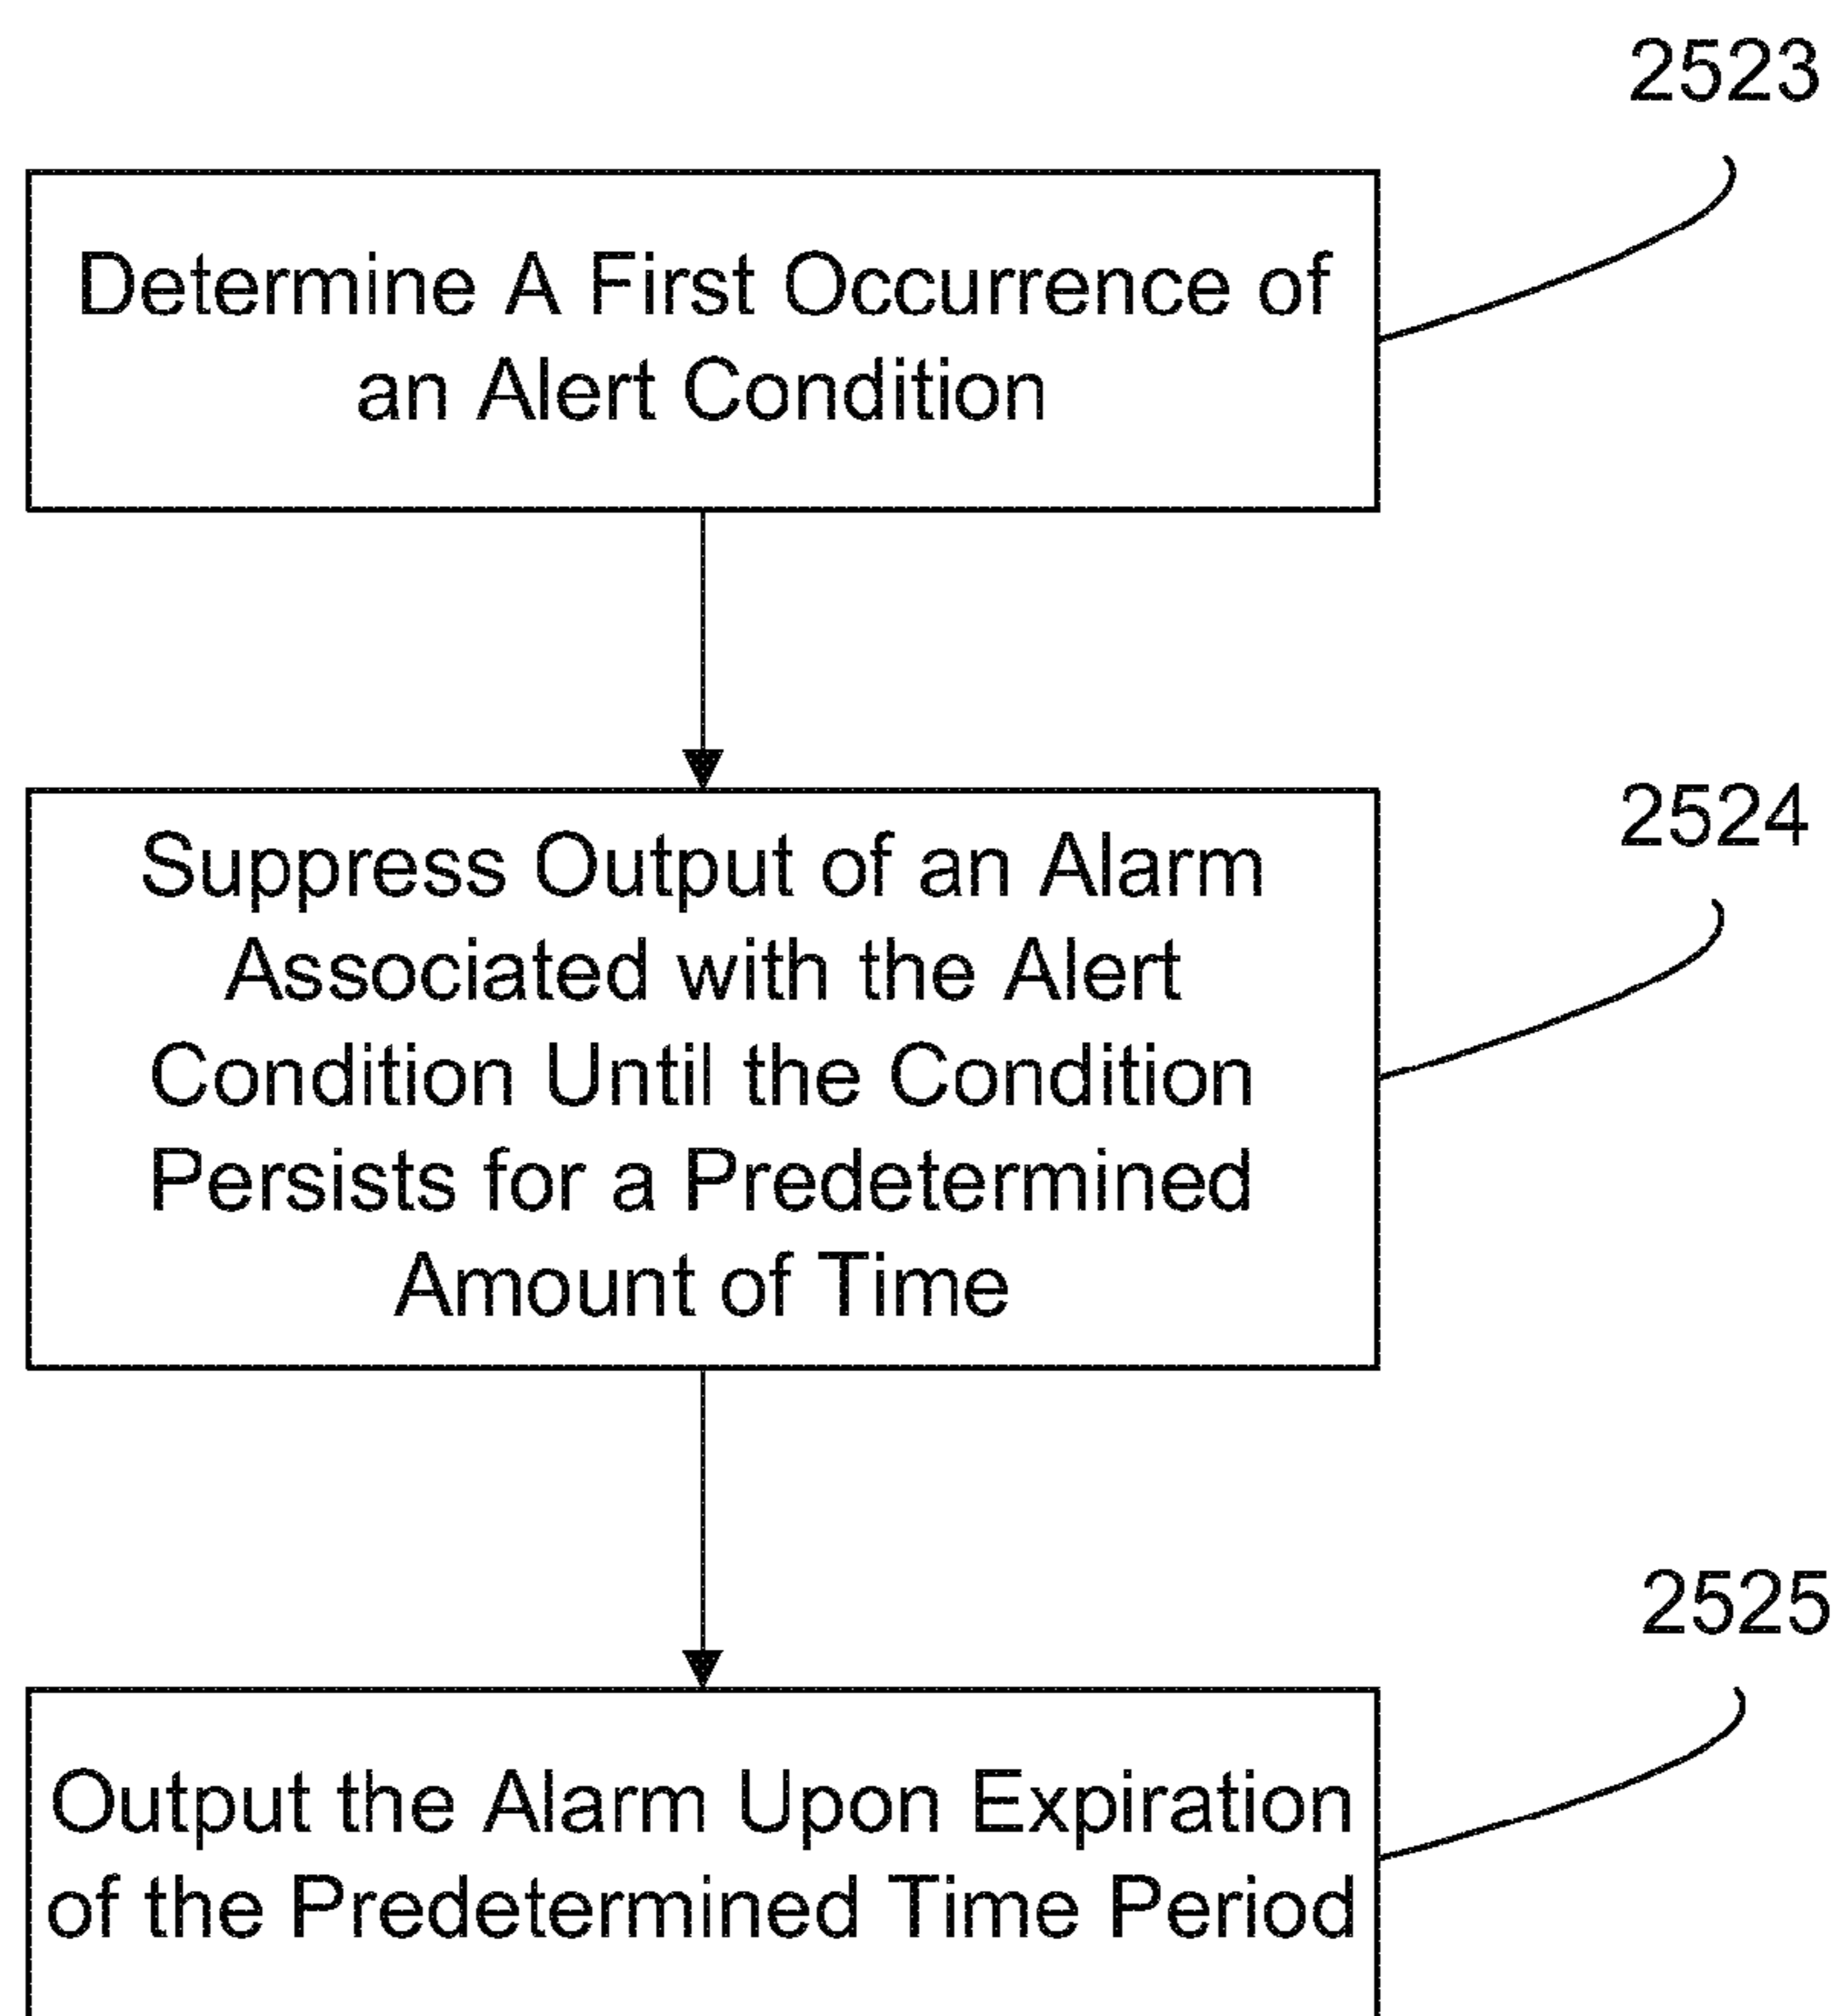 2523
Determine A First Occurrence of
an Alert Condition
2524
Suppress Output of an Alarm
Associated with the Alert
Condition Until the Condition
Persists for a Predetermined
Amount of Time
2525
Output the Alarm Upon Expiration
of the Predetermined Time Period